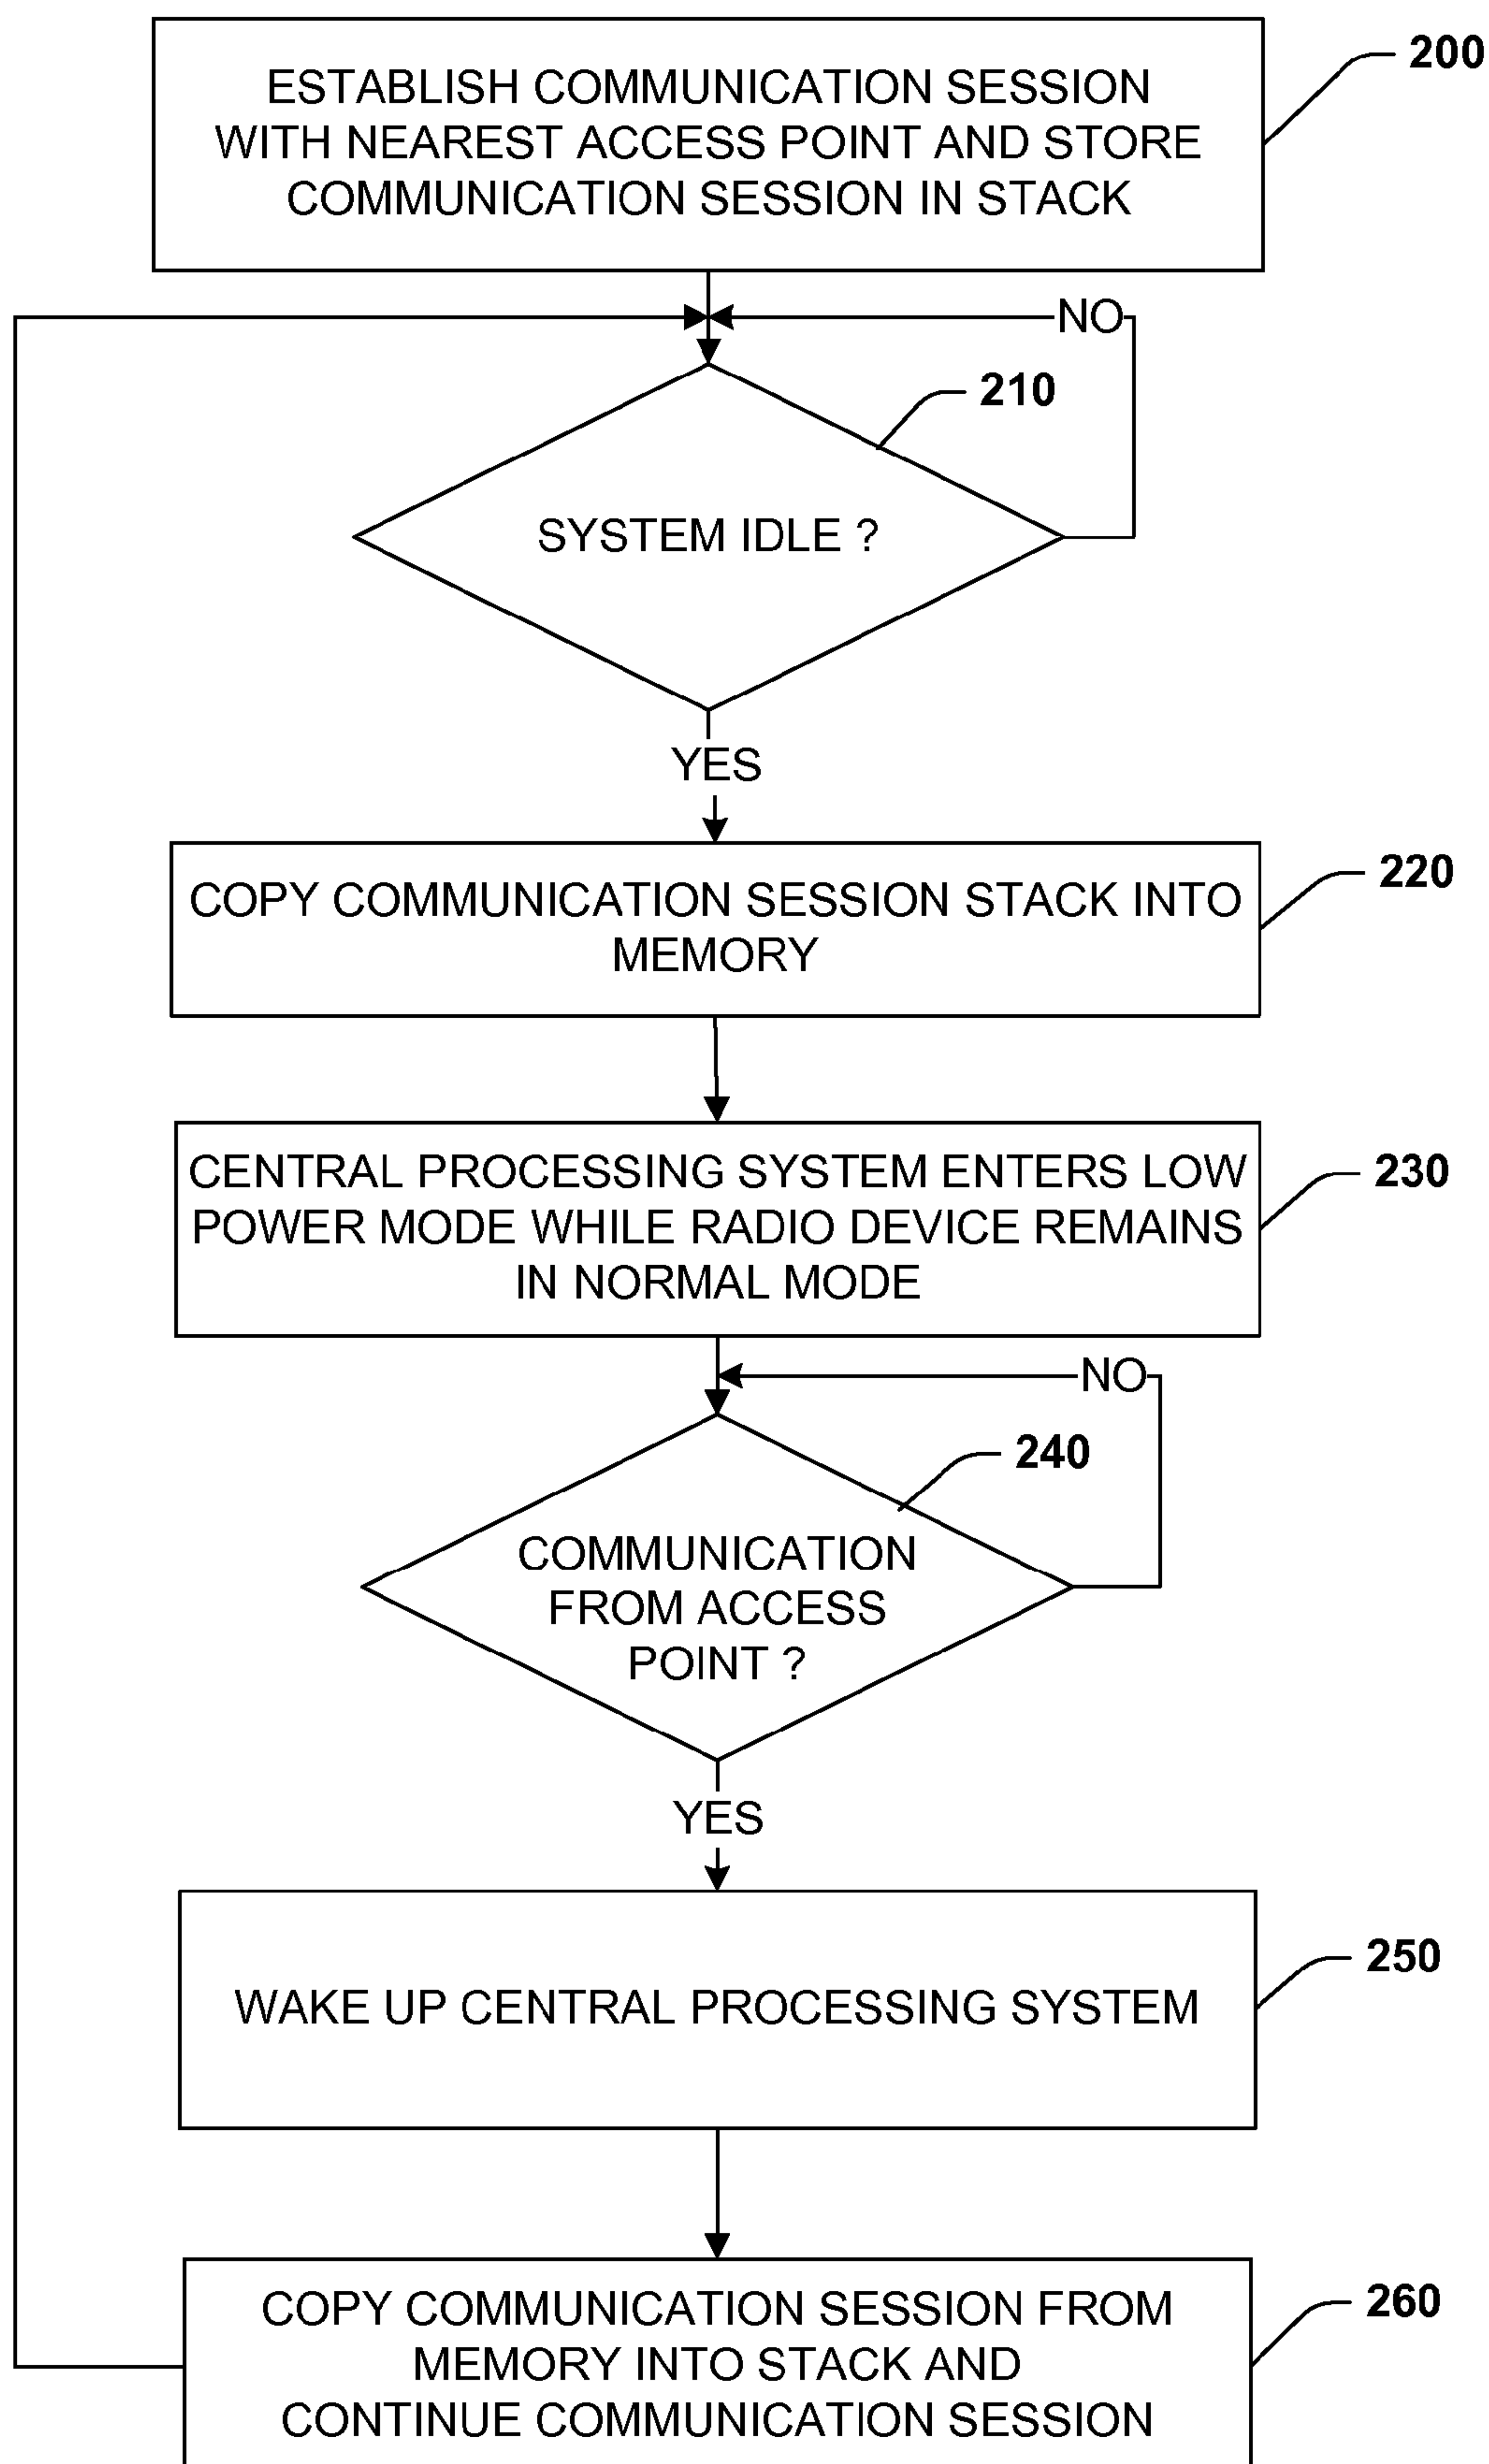 ESTABLISH COMMUNICATION SESSION
WITH NEAREST ACCESS POINT AND STORE
COMMUNICATION SESSION IN STACK
200
NO
210
SYSTEM IDLE ?
YES
COPY COMMUNICATION SESSION STACK INTO
MEMORY
220
CENTRAL PROCESSING SYSTEM ENTERS LOW
POWER MODE WHILE RADIO DEVICE REMAINS
IN NORMAL MODE
230
NO
240
COMMUNICATION
FROM ACCESS
POINT ?
YES
WAKE UP CENTRAL PROCESSING SYSTEM
250
COPY COMMUNICATION SESSION FROM
MEMORY INTO STACK AND
CONTINUE COMMUNICATION SESSION
260